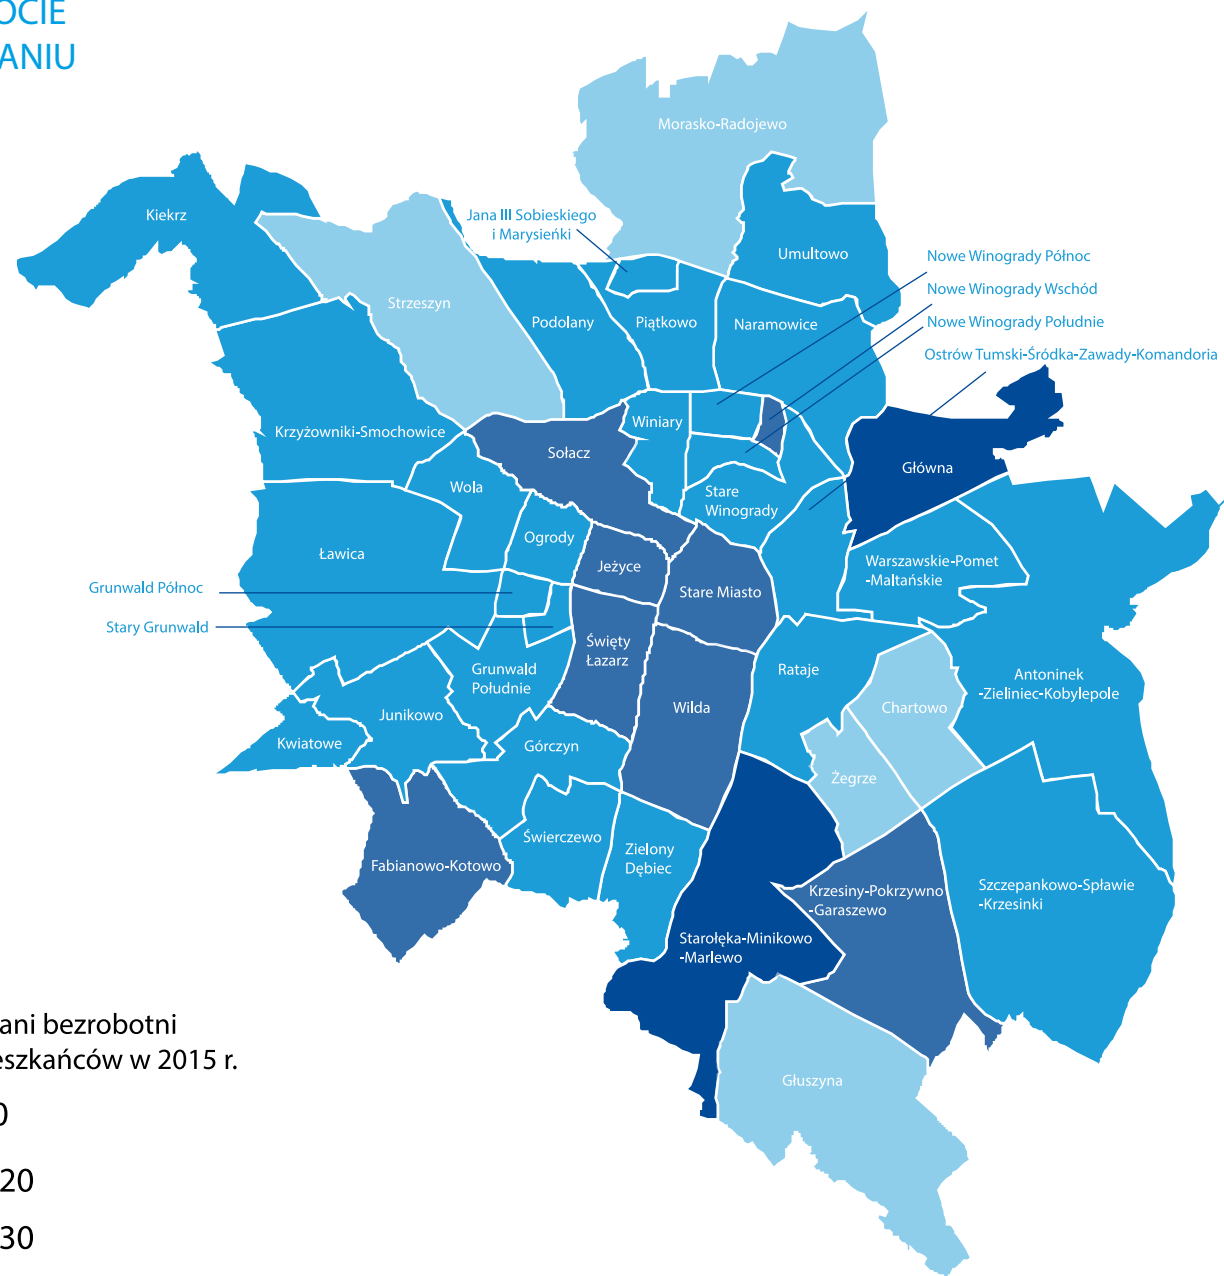 OCIE
ANIU
Morasko-Radojewo
Kiekrz
Jana III Sobieskiego
i Marysieńki
Umultowo
Nowe Winogrady Północ
Nowe Winogrady Wschód
Nowe Winogrady Południe
Ostrów Tumski-Śródka-Zawady-Komandoria
Strzeszyn
Podolany
Piątkowo
Naramowice
Krzyżowniki-Smochowice
Winiary
Sołacz
Główna
Wola
Stare
Winogrady
Ogrody
Ławica
Jeżyce
Warszawskie-Pomet
-Maltańskie
Grunwald Północ
Stare Miasto
Stary Grunwald
Święty
Łazarz
Grunwald
Południe
Rataje
Antoninek
-Zieliniec-Kobylepole
Chartowo
Wilda
Junikowo
Kwiatowe
Górczyn
Żegrze
Świerczewo
Zielony
Dębiec
Fabianowo-Kotowo
Krzesiny-Pokrzywno
-Garaszewo
Szczepankowo-Spławie
-Krzesinki
Starołęka-Minikowo
-Marlewo
Głuszyna
ani bezrobotni
eszkańców w 2015 r.
0
20
30